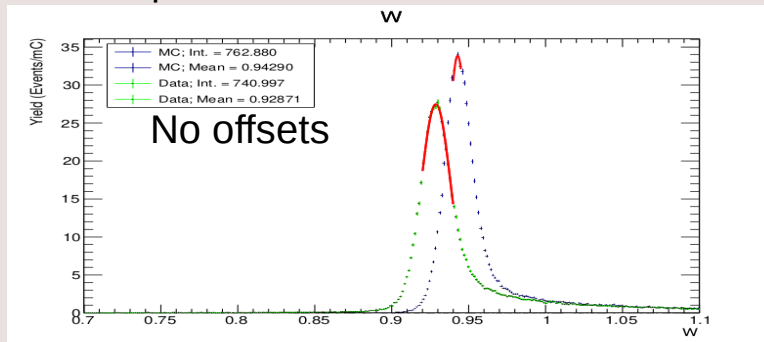 w
MC; Int. = 762.880
MC; Mean = 0.94290
Data; Int. = 740.997
Data; Mean = 0.92871
No offsets
Yield (Events/mC)
35
30
25
20
15
10
5
0
0.7 0.75 0.8 0.85 0.9 0.95 1 1.05 1.1
w